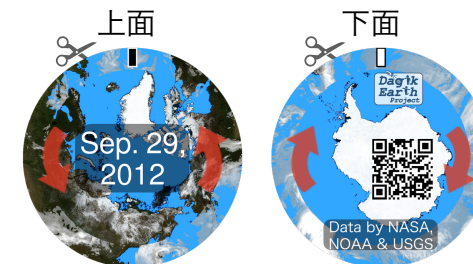 上面
下面
Sep. 29,
2012
Dagik
Earth
Project
Data by NASA,
NOAA & USGS